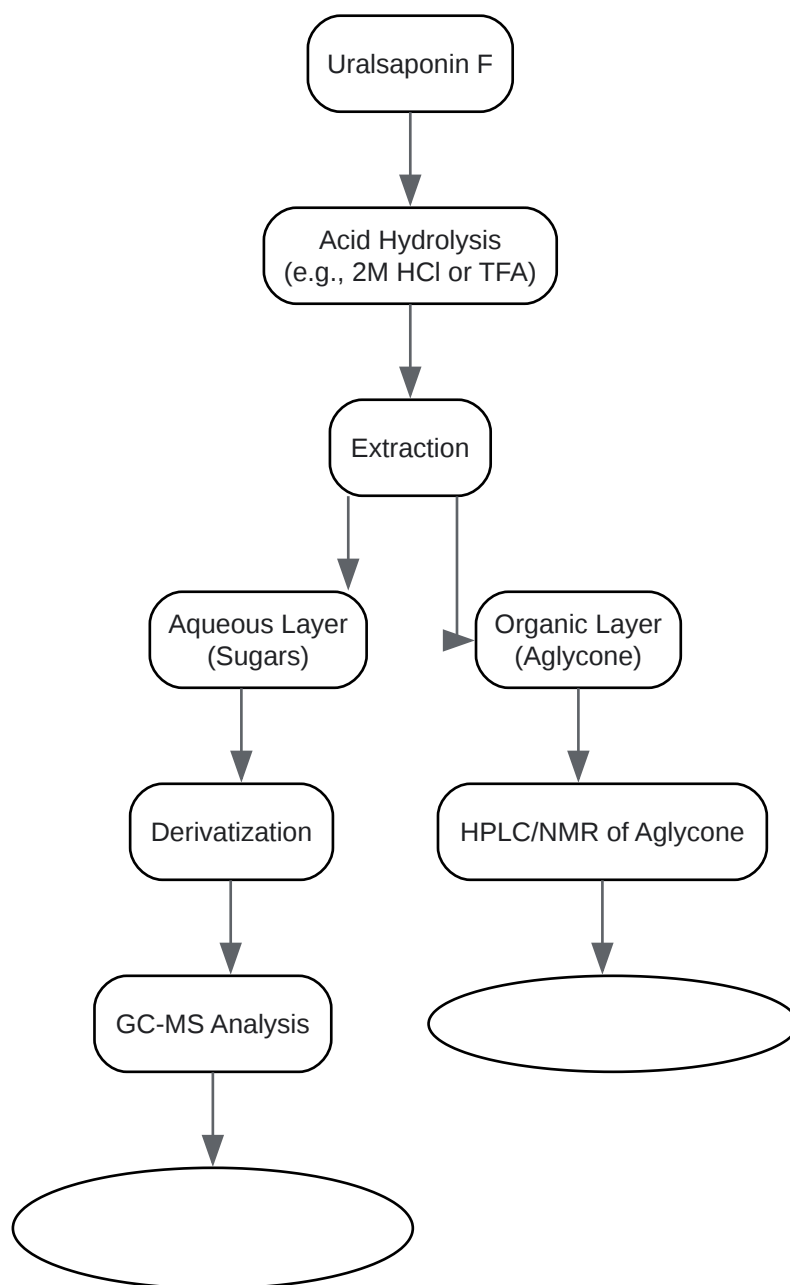 Uralsaponin F
Acid Hydrolysis
(e.g., 2M HCl or TFA)
Extraction
Aqueous Layer
(Sugars)
Organic Layer
(Aglycone)
Derivatization
HPLC/NMR of Aglycone
GC-MS Analysis